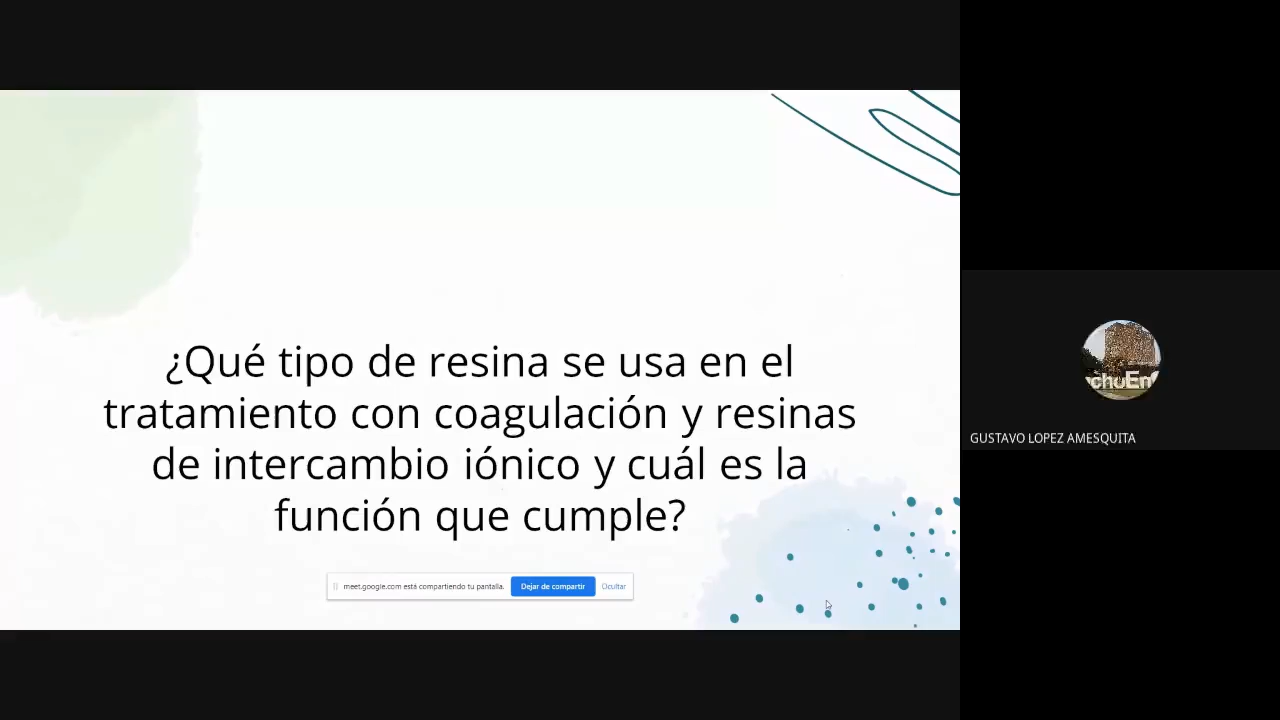 ¿Qué tipo de resina se usa en el
tratamiento con coagulación y resinas
de intercambio iónico y cuál es la
función que cumple?
meet.google.com está compartiendo tu pantalla.
Dejar de compartir
Ocultar
choEn
GUSTAVO LOPEZ AMESQUITA